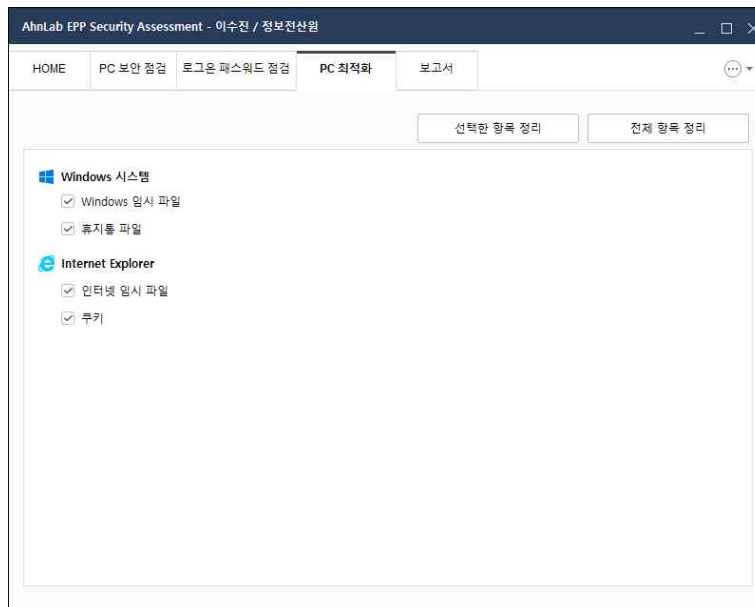 AhnLab EPP Security Assessment - 이수진 / 정보전산원
HOME PC 보안 점검 로그온 패스워드 점검 PC 최적화 보고서
선택한 항목 정리 전체 항목 정리
Windows 시스템
Windows 임시 파일
휴지통 파일
Internet Explorer
인터넷 임시 파일
쿠키